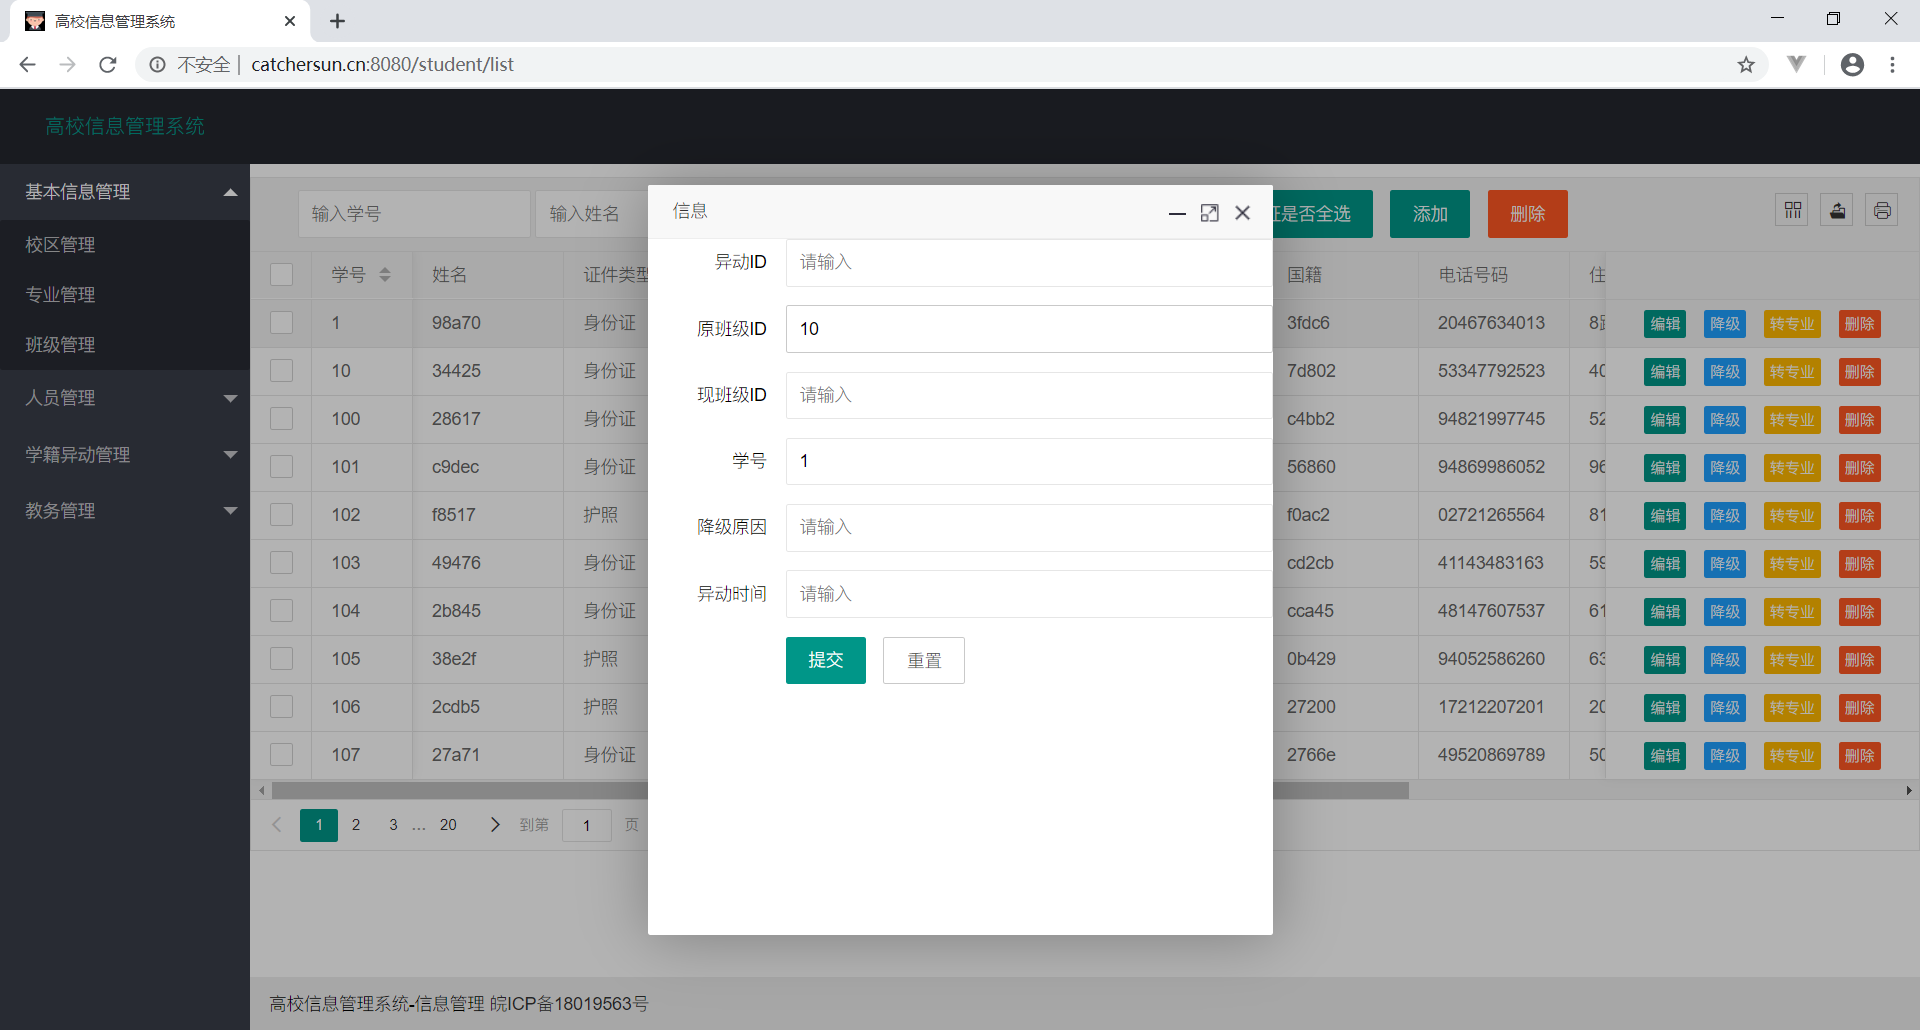 高校信息管理系统
不安全 | catchersun.cn:8080/student/list
高校信息管理系统
基本信息管理
校区管理
专业管理
班级管理
人员管理
学籍异动管理
教务管理
输入学号 输入姓名 是否全选 添加 删除
学号 姓名 证件类型 国籍 电话号码 住
1 98a70 身份证 3fdc6 20467634013 编辑 降级 转专业 删除
10 34425 身份证 7d802 53347792523 40 编辑 降级 转专业 删除
100 28617 身份证 c4bb2 94821997745 52 编辑 降级 转专业 删除
101 c9dec 身份证 56860 94869986052 96 编辑 降级 转专业 删除
102 f8517 护照 f0ac2 02721265564 81 编辑 降级 转专业 删除
103 49476 身份证 cd2cb 41143483163 59 编辑 降级 转专业 删除
104 2b845 身份证 cca45 48147607537 61 编辑 降级 转专业 删除
105 38e2f 护照 0b429 94052586260 63 编辑 降级 转专业 删除
106 2cdb5 护照 27200 17212207201 20 编辑 降级 转专业 删除
107 27a71 身份证 2766e 49520869789 50 编辑 降级 转专业 删除
1 2 3 … 20 到第 1 页
信息
异动ID 请输入
原班级ID 10
现班级ID 请输入
学号 1
降级原因 请输入
异动时间 请输入
提交 重置
高校信息管理系统-信息管理 皖ICP备18019563号